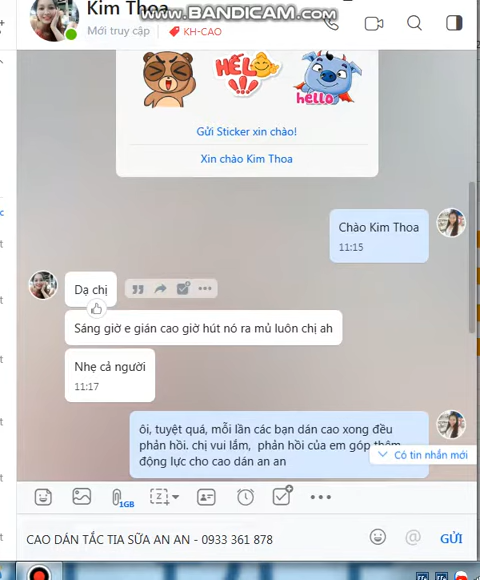 Kim Thoa
www.BANDICAM.com
Mới truy cập
KH-CAO
HELLO
!!!
hello
Gửi Sticker xin chào!
Xin chào Kim Thoa
Chào Kim Thoa
11:15
Dạ chị
Sáng giờ e gián cao giờ hút nó ra mủ luôn chị ah
Nhẹ cả người
11:17
ôi, tuyệt quá, mỗi lần các bạn dán cao xong đều
phản hồi. chị vui lắm, phản hồi của em góp thêm
động lực cho cao dán an an
Có tin nhắn mới
1GB
CAO DÁN TẮC TIA SỮA AN AN - 0933 361 878
GỬI